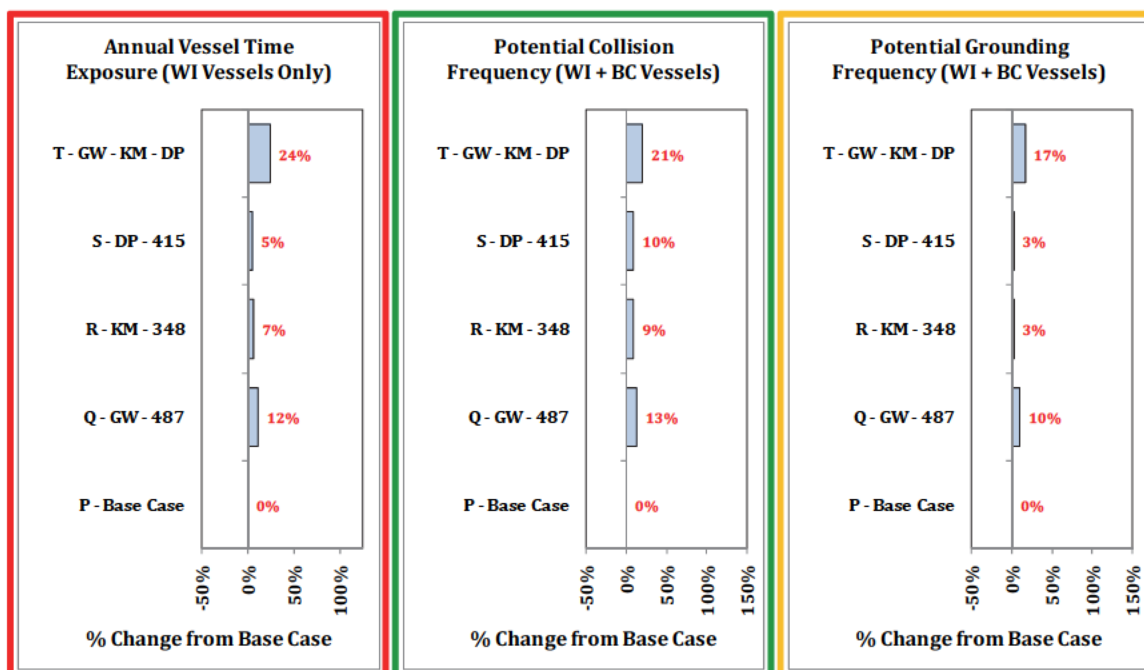 Annual Vessel Time
Exposure (WI Vessels Only)
T - GW - KM - DP
24%
S - DP - 415
5%
R - KM - 348
7%
Q - GW - 487
12%
P - Base Case
0%
-50%
0%
50%
100%
% Change from Base Case
Potential Collision
Frequency (WI + BC Vessels)
T - GW - KM - DP
21%
S - DP - 415
10%
R - KM - 348
9%
Q - GW - 487
13%
P - Base Case
0%
-50%
0%
50%
100%
150%
% Change from Base Case
Potential Grounding
Frequency (WI + BC Vessels)
T - GW - KM - DP
17%
S - DP - 415
3%
R - KM - 348
3%
Q - GW - 487
10%
P - Base Case
0%
-50%
0%
50%
100%
150%
% Change from Base Case